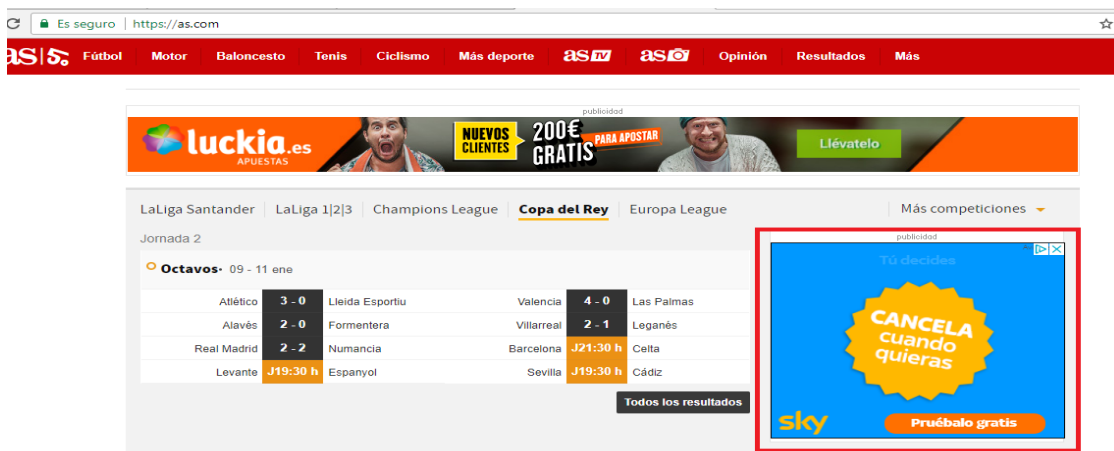 Es seguro | https://as.com
as Fútbol Motor Baloncesto Tenis Ciclismo Más deporte as TV as Opinión Resultados Más
publicidad
luckia.es
APUESTAS
NUEVOS
CLIENTES
200€
GRATIS
PARA APOSTAR
Llévatelo
LaLiga Santander LaLiga 1|2|3 Champions League Copa del Rey Europa League Más competiciones
Jornada 2
publicidad
Octavos· 09 - 11 ene
Atlético 3 - 0 Lleida Esportiu Valencia 4 - 0 Las Palmas
Alavés 2 - 0 Formentera Villarreal 2 - 1 Leganés
Real Madrid 2 - 2 Numancia Barcelona J21:30 h Celta
Levante J19:30 h Espanyol Sevilla J19:30 h Cádiz
Todos los resultados
Tú decides
CANCELA
cuando
quieras
sky
Pruébalo gratis